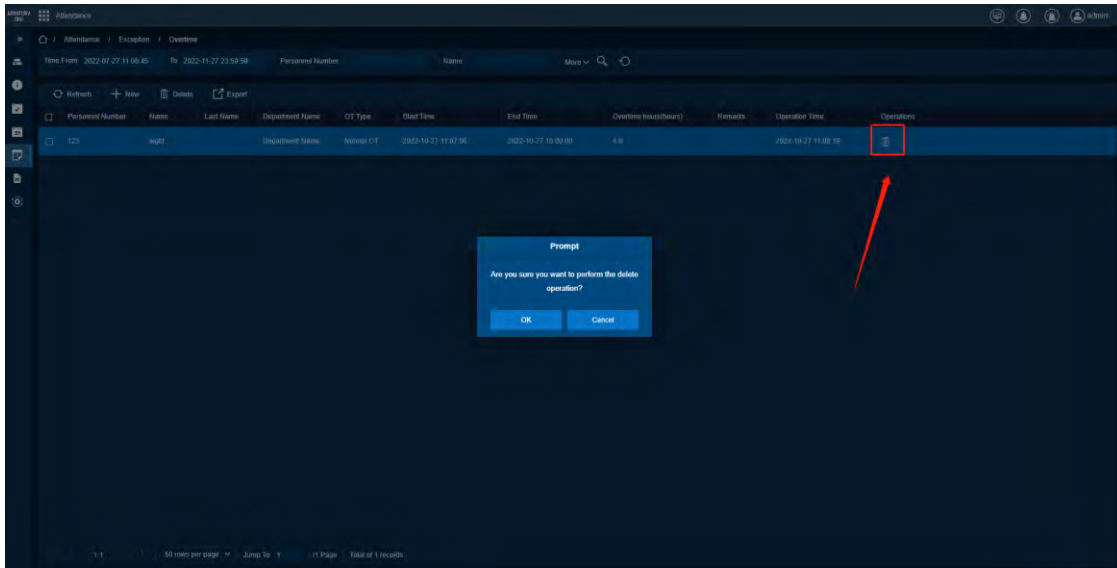 Attendance
admin
/ Attendance / Exception / Overtime
Time From 2022-07-27 11:06:45 To 2022-11-27 23:59:59 Personnel Number Name More
Refresh New Delete Export
Personnel Number Name Last Name Department Name OT Type Start Time End Time Overtime hours(hours) Remarks Operation Time Operations
123 Department Name Normal OT 2022-10-27 11:07:06 2022-10-27 16:00:00 2022-10-27 11:08:19
Prompt
Are you sure you want to perform the delete
operation?
OK Cancel
50 rows per page Jump To 1 /1 Page Total of 1 records